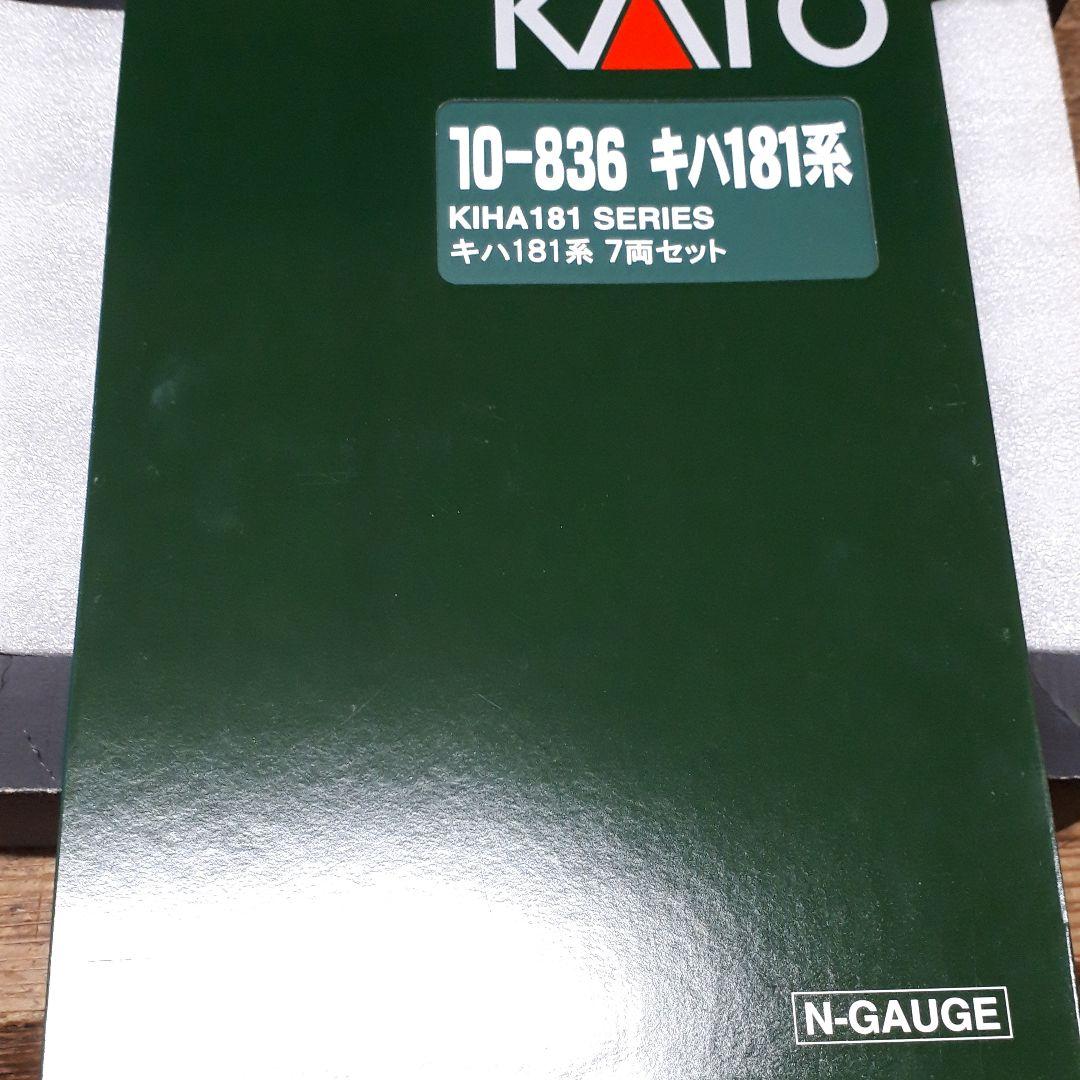 KATO
10-836 キハ181系
KIHA181 SERIES
キハ181系 7両セット
N-GAUGE